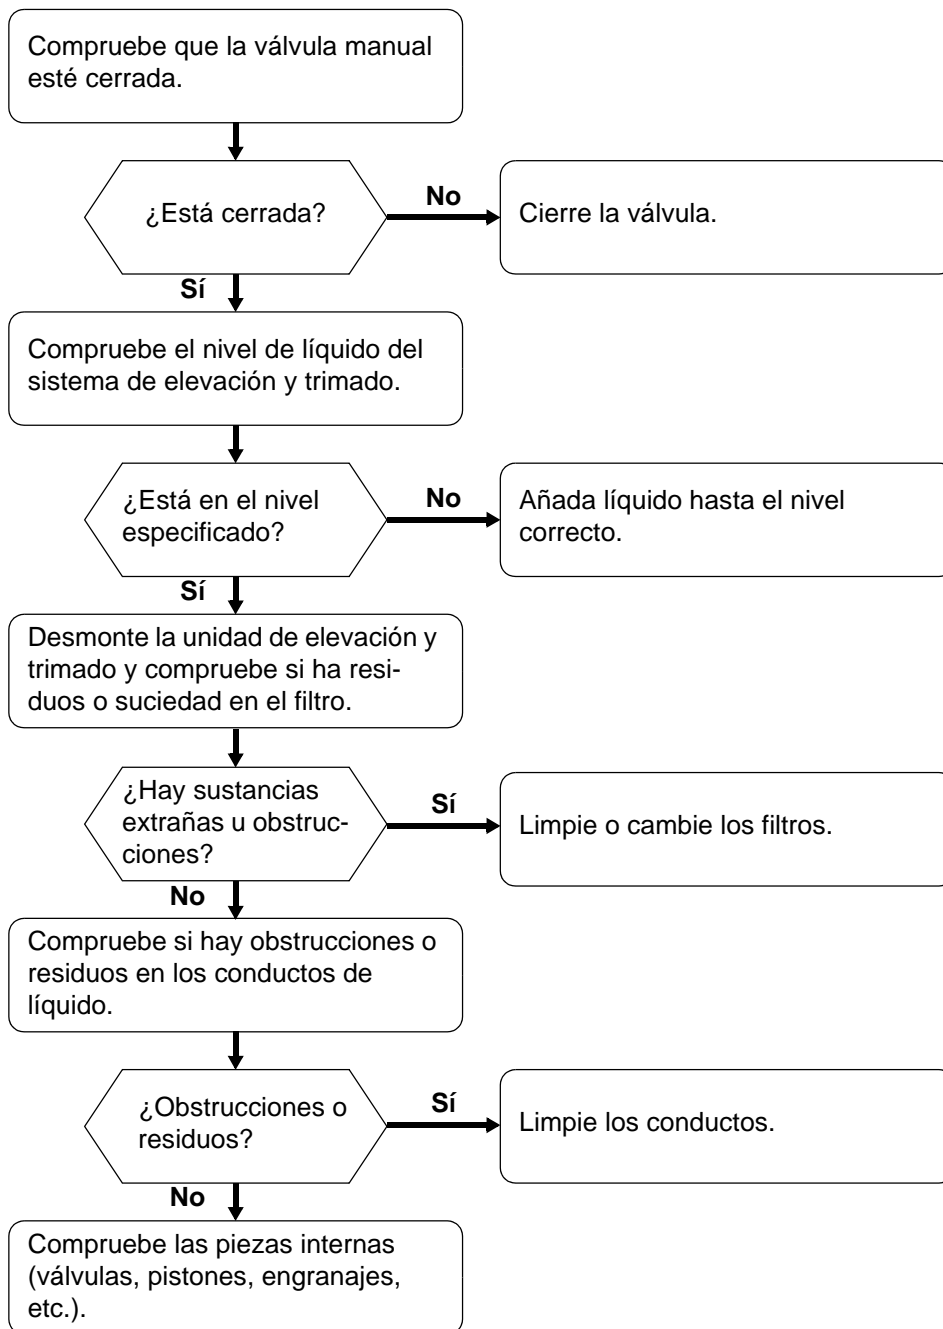 Compruebe que la válvula manual
esté cerrada.
¿Está cerrada?
No
Cierre la válvula.
Sí
Compruebe el nivel de líquido del
sistema de elevación y trimado.
¿Está en el nivel
especificado?
No
Añada líquido hasta el nivel
correcto.
Sí
Desmonte la unidad de elevación y
trimado y compruebe si ha resi-
duos o suciedad en el filtro.
¿Hay sustancias
extrañas u obstruc-
ciones?
Sí
Limpie o cambie los filtros.
No
Compruebe si hay obstrucciones o
residuos en los conductos de
líquido.
¿Obstrucciones o
residuos?
Sí
Limpie los conductos.
No
Compruebe las piezas internas
(válvulas, pistones, engranajes,
etc.).